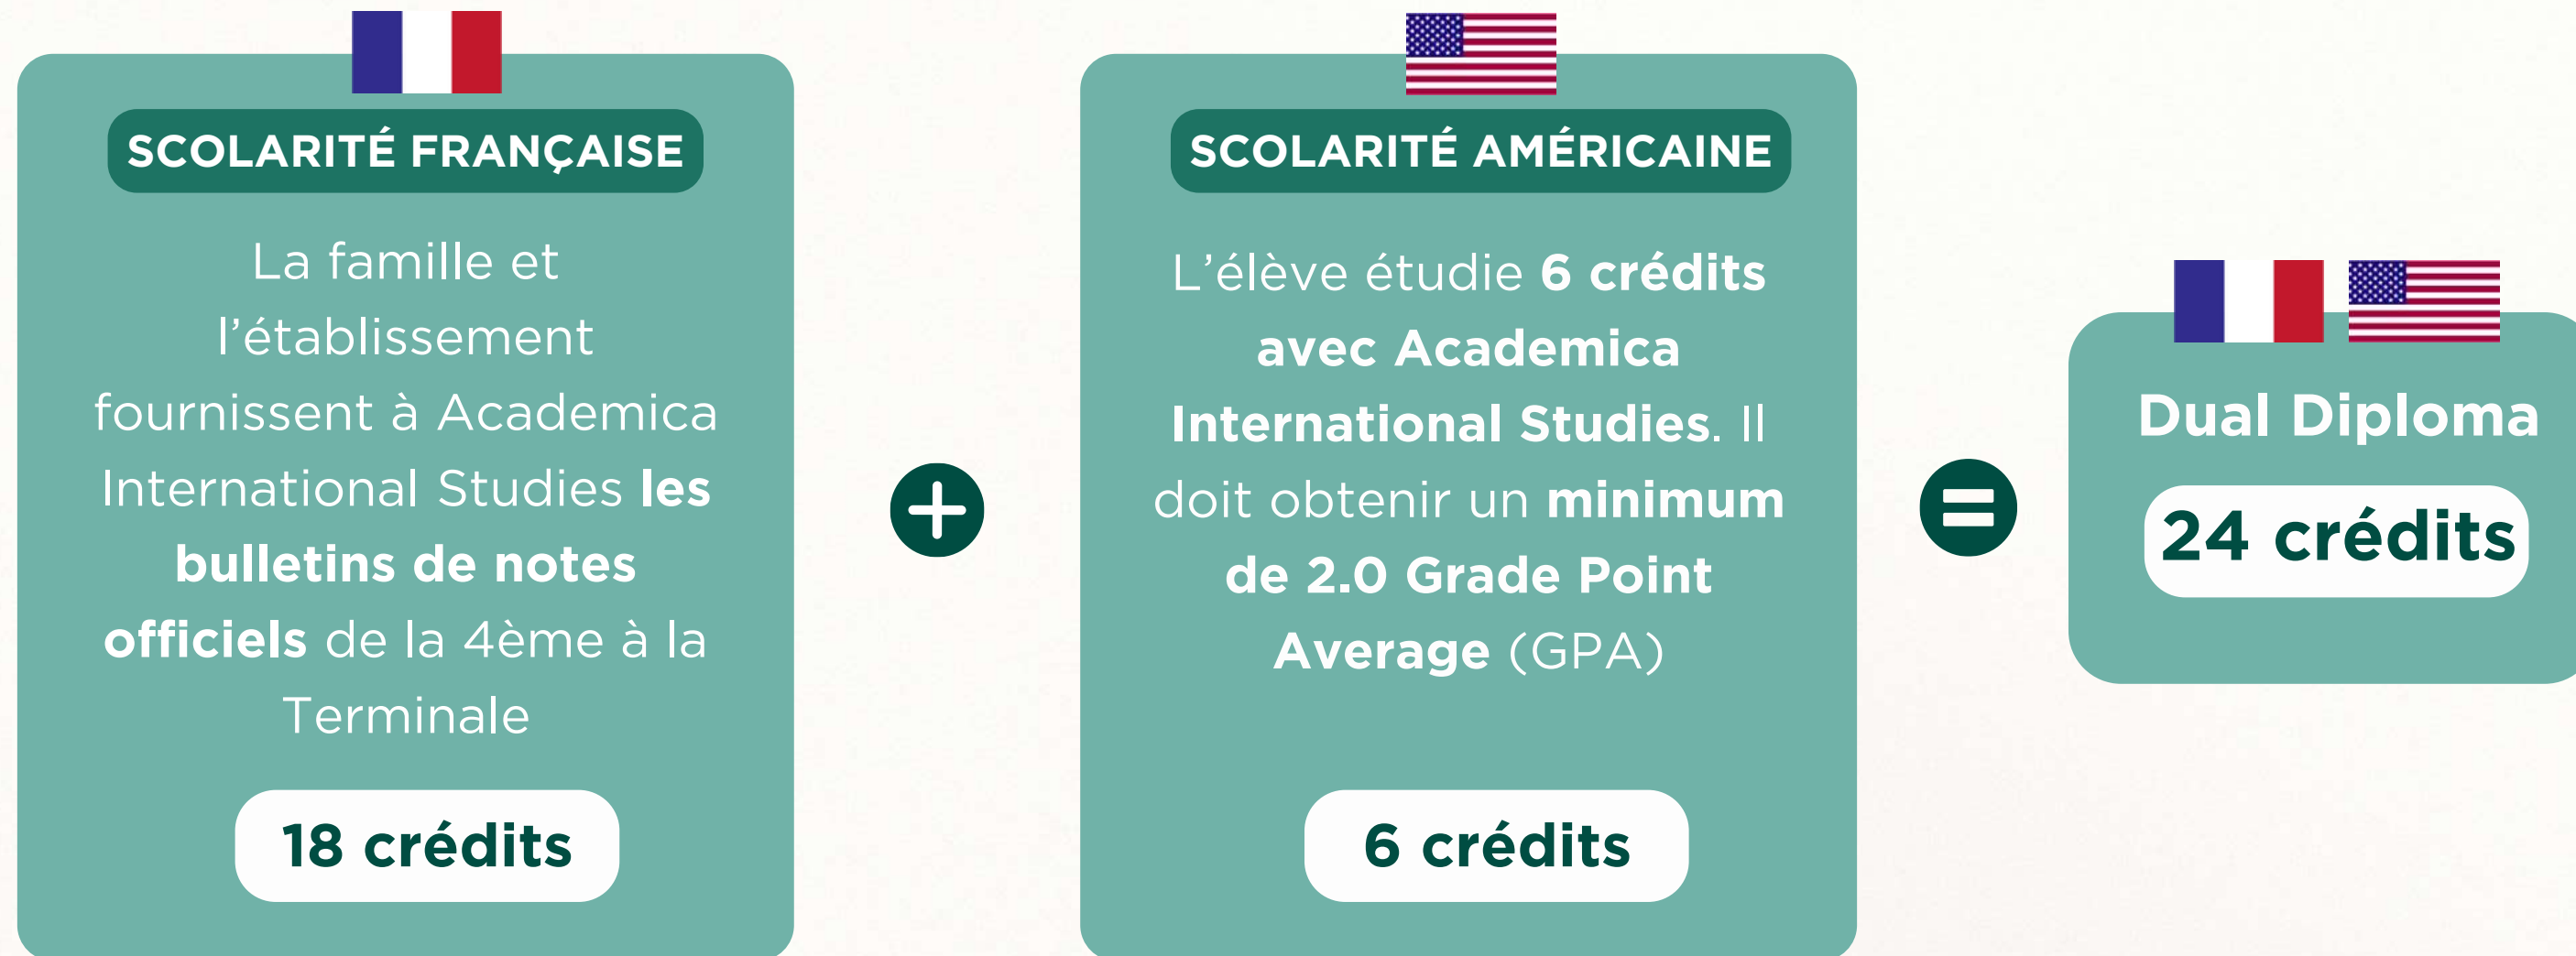 SCOLARITÉ FRANÇAISE
La famille et
l’établissement
fournissent à Academica
International Studies les
bulletins de notes
officiels de la 4ème à la
Terminale
18 crédits
SCOLARITÉ AMÉRICAINE
L’élève étudie 6 crédits
avec Academica
International Studies. Il
doit obtenir un minimum
de 2.0 Grade Point
Average (GPA)
6 crédits
Dual Diploma
24 crédits